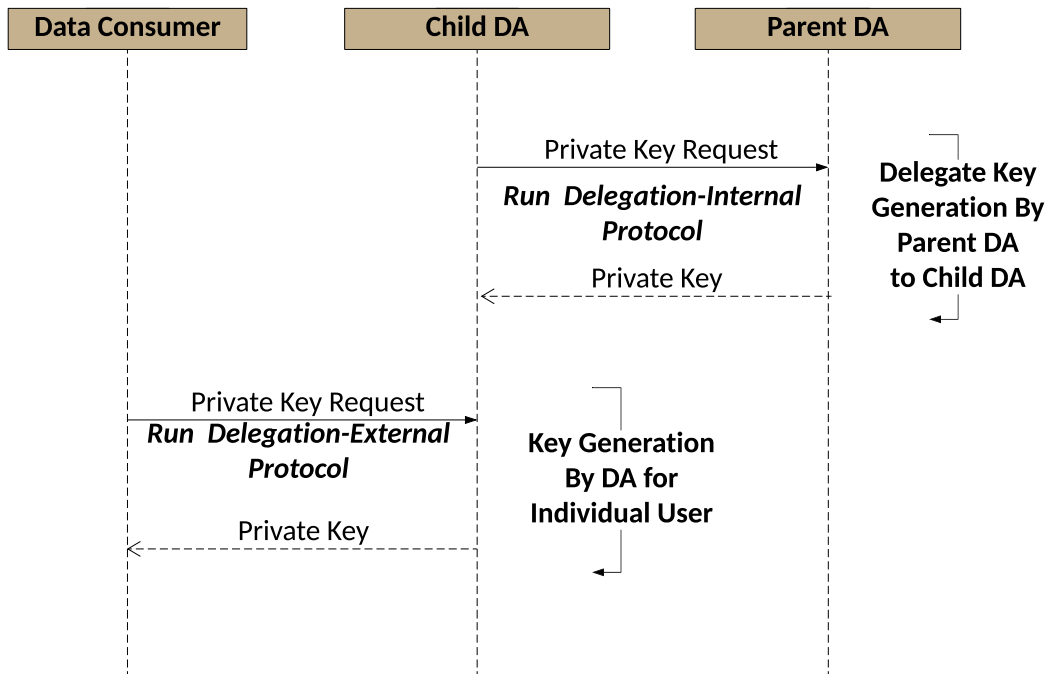 Data Consumer
Child DA
Parent DA
Private Key Request
Run Delegation-Internal
Protocol
Private Key
Delegate Key
Generation By
Parent DA
to Child DA
Private Key Request
Run Delegation-External
Protocol
Private Key
Key Generation
By DA for
Individual User